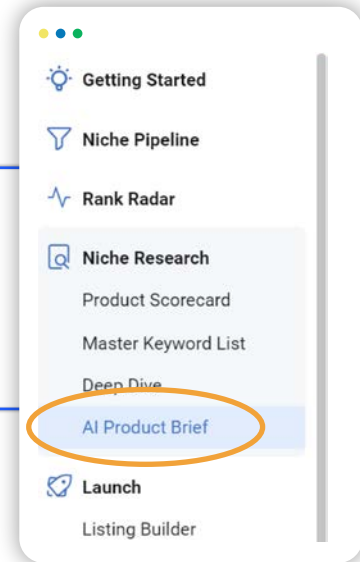 Getting Started
Niche Pipeline
Rank Radar
Niche Research
Product Scorecard
Master Keyword List
Deep Dive
AI Product Brief
Launch
Listing Builder